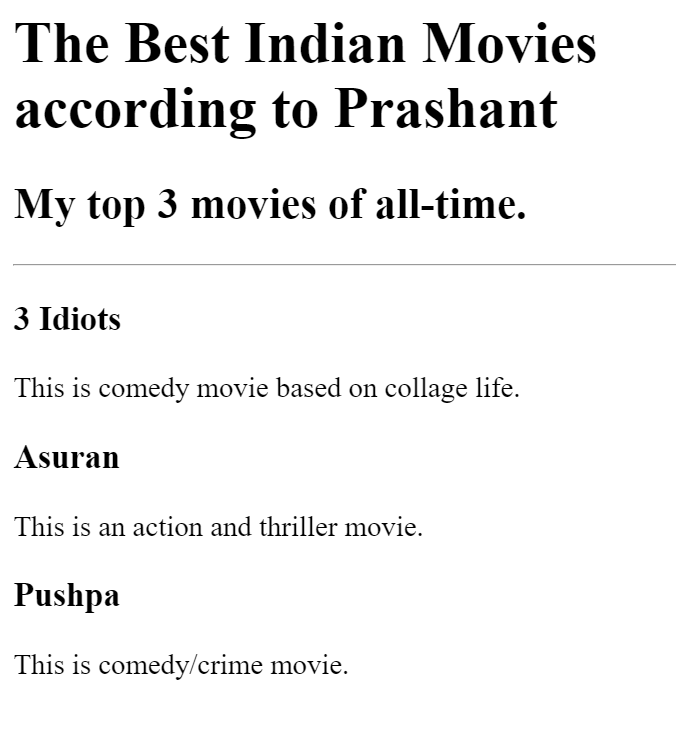 The Best Indian Movies
according to Prashant
My top 3 movies of all-time.
3 Idiots
This is comedy movie based on collage life.
Asuran
This is an action and thriller movie.
Pushpa
This is comedy/crime movie.